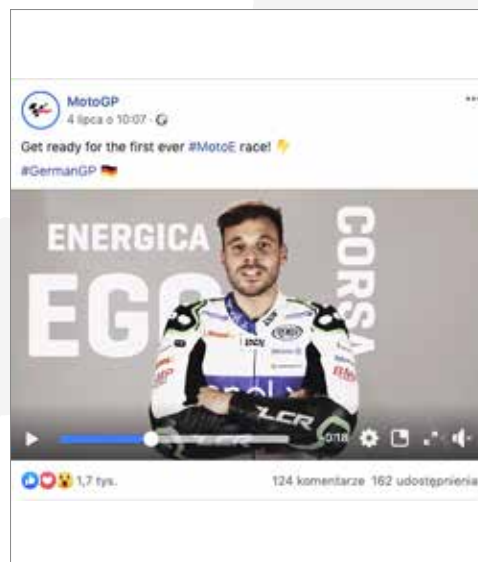 MotoGP
4 lipca o 10:07
Get ready for the first ever #MotoE race!
#GermanGP
ENERGICA
EGO
CORSA
enel x
LCR
0:18
1,7 tys.
124 komentarze 162 udostępnienia